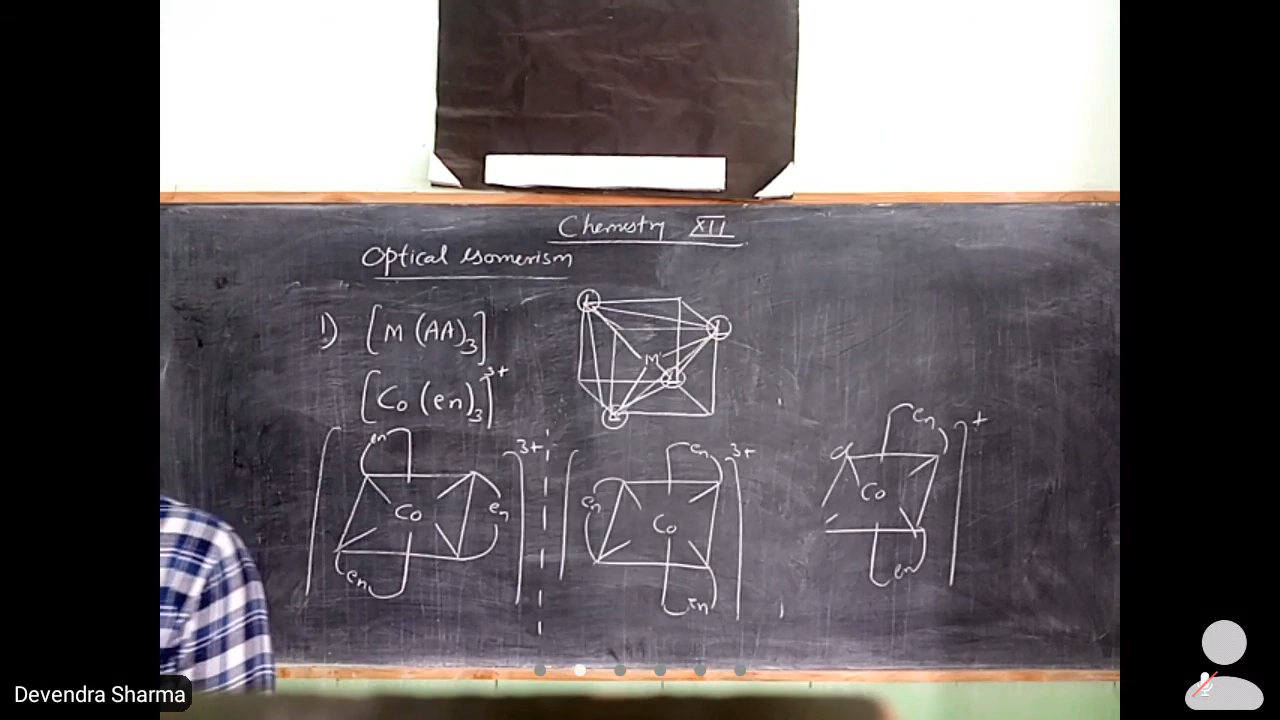 Chemistry XII
Optical isomerism
1) [M (AA)3]
[Co (en)3]3+
L
L
M
L
L
en
en
Co
en
3+
en
en
Co
en
3+
en
Cl
Co
en
+
Devendra Sharma